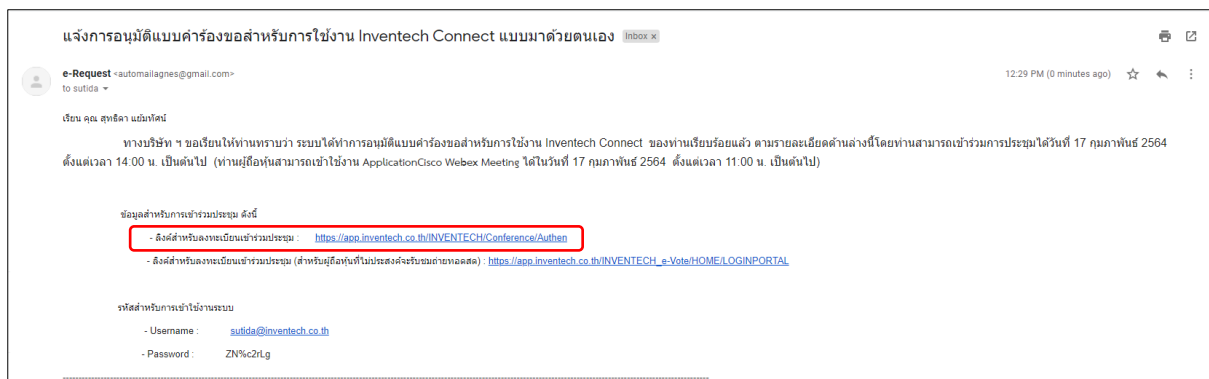 แจ้งการอนุมัติแบบคำร้องขอสำหรับการใช้งาน Inventech Connect แบบมาด้วยตนเอง Inbox x
e-Request <automailagnes@gmail.com> 12:29 PM (0 minutes ago)
to sutida
เรียน คุณ สุทธิดา แย้มทัศน์
ทางบริษัท ฯ ขอเรียนให้ท่านทราบว่า ระบบได้ทำการอนุมัติแบบคำร้องขอสำหรับการใช้งาน Inventech Connect ของท่านเรียบร้อยแล้ว ตามรายละเอียดด้านล่างนี้โดยท่านสามารถเข้าร่วมการประชุมได้วันที่ 17 กุมภาพันธ์ 2564
ตั้งแต่เวลา 14:00 น. เป็นต้นไป (ท่านผู้ถือหุ้นสามารถเข้าใช้งาน ApplicationCisco Webex Meeting ได้ในวันที่ 17 กุมภาพันธ์ 2564 ตั้งแต่เวลา 11:00 น. เป็นต้นไป)
ข้อมูลสำหรับการเข้าร่วมประชุม ดังนี้
- ลิงค์สำหรับลงทะเบียนเข้าร่วมประชุม : https://app.inventech.co.th/INVENTECH/Conference/Authen
- ลิงค์สำหรับลงทะเบียนเข้าร่วมประชุม (สำหรับผู้ถือหุ้นที่ไม่ประสงค์จะรับชมถ่ายทอดสด) : https://app.inventech.co.th/INVENTECH_e-Vote/HOME/LOGINPORTAL
รหัสสำหรับการเข้าใช้งานระบบ
- Username : sutida@inventech.co.th
- Password : ZN%c2rLg